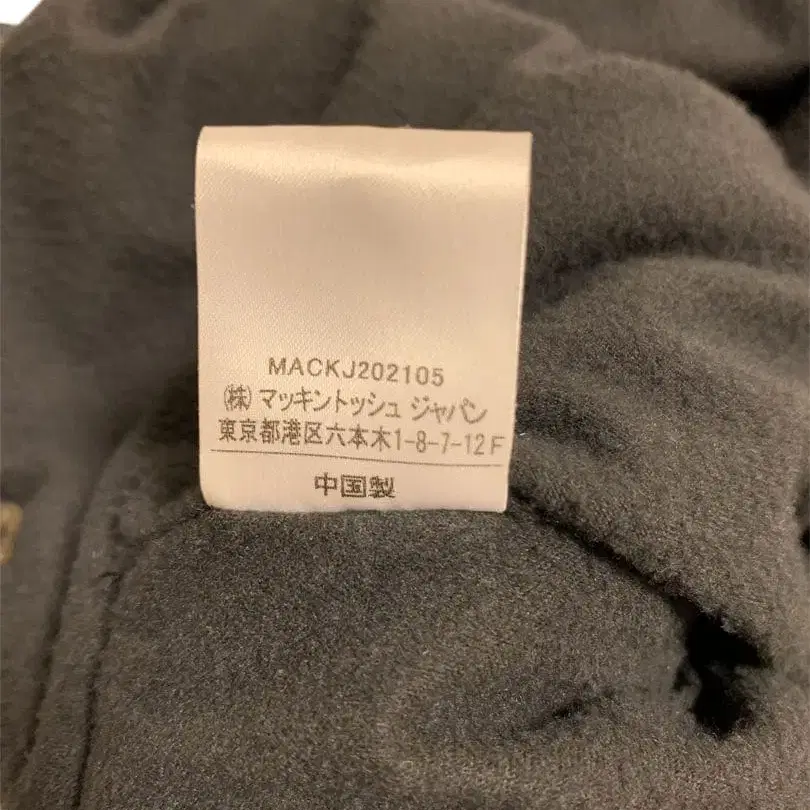 MACKJ202105
㈱ マッキントッシュ ジャパン
東京都港区六本木1-8-7-12F
中国製